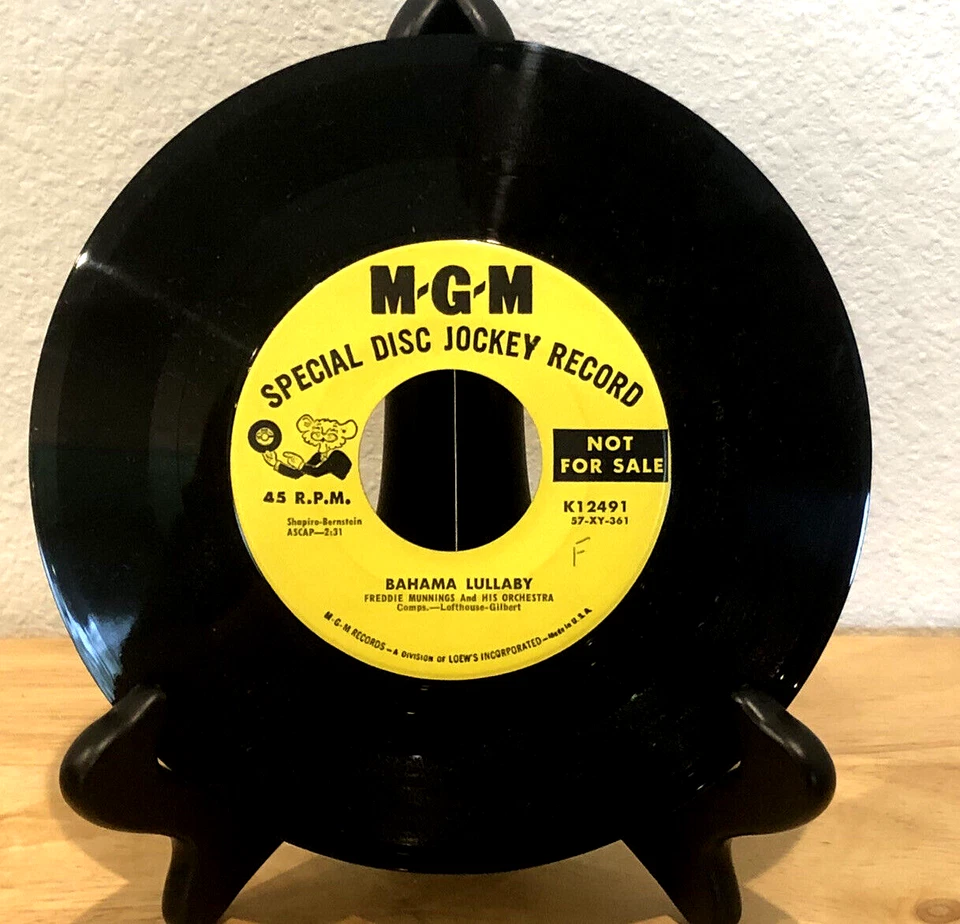 M-G-M
SPECIAL DISC JOCKEY RECORD
NOT
FOR SALE
45 R.P.M.
Shapiro-Bernstein
ASCAP—2:31
K12491
57-XY-361
F
BAHAMA LULLABY
FREDDIE MUNNINGS And HIS ORCHESTRA
Comps.—Lofthouse-Gilbert
M-G-M RECORDS—A DIVISION OF LOEW'S INCORPORATED—Made in U.S.A.